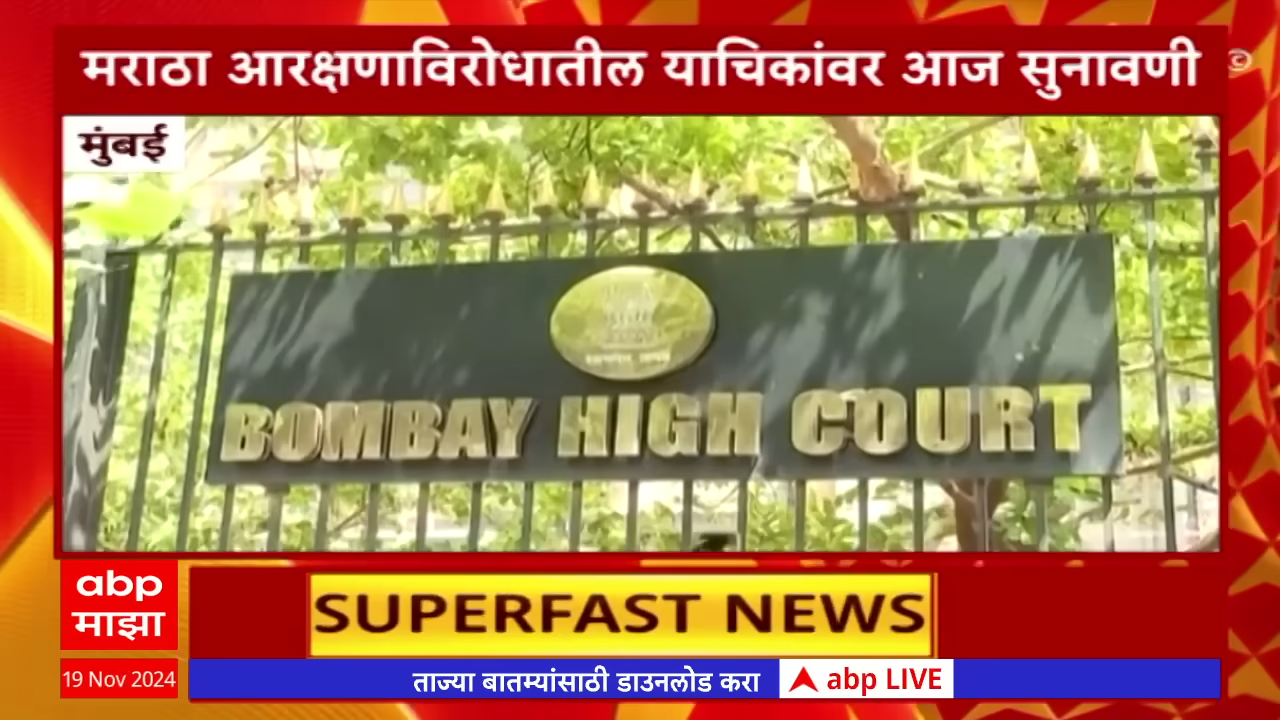 मराठा आरक्षणाविरोधातील याचिकांवर आज सुनावणी
©
मुंबई
BOMBAY HIGH COURT
abp
माझा
SUPERFAST NEWS
19 Nov 2024
ताज्या बातम्यांसाठी डाउनलोड करा
abp LIVE